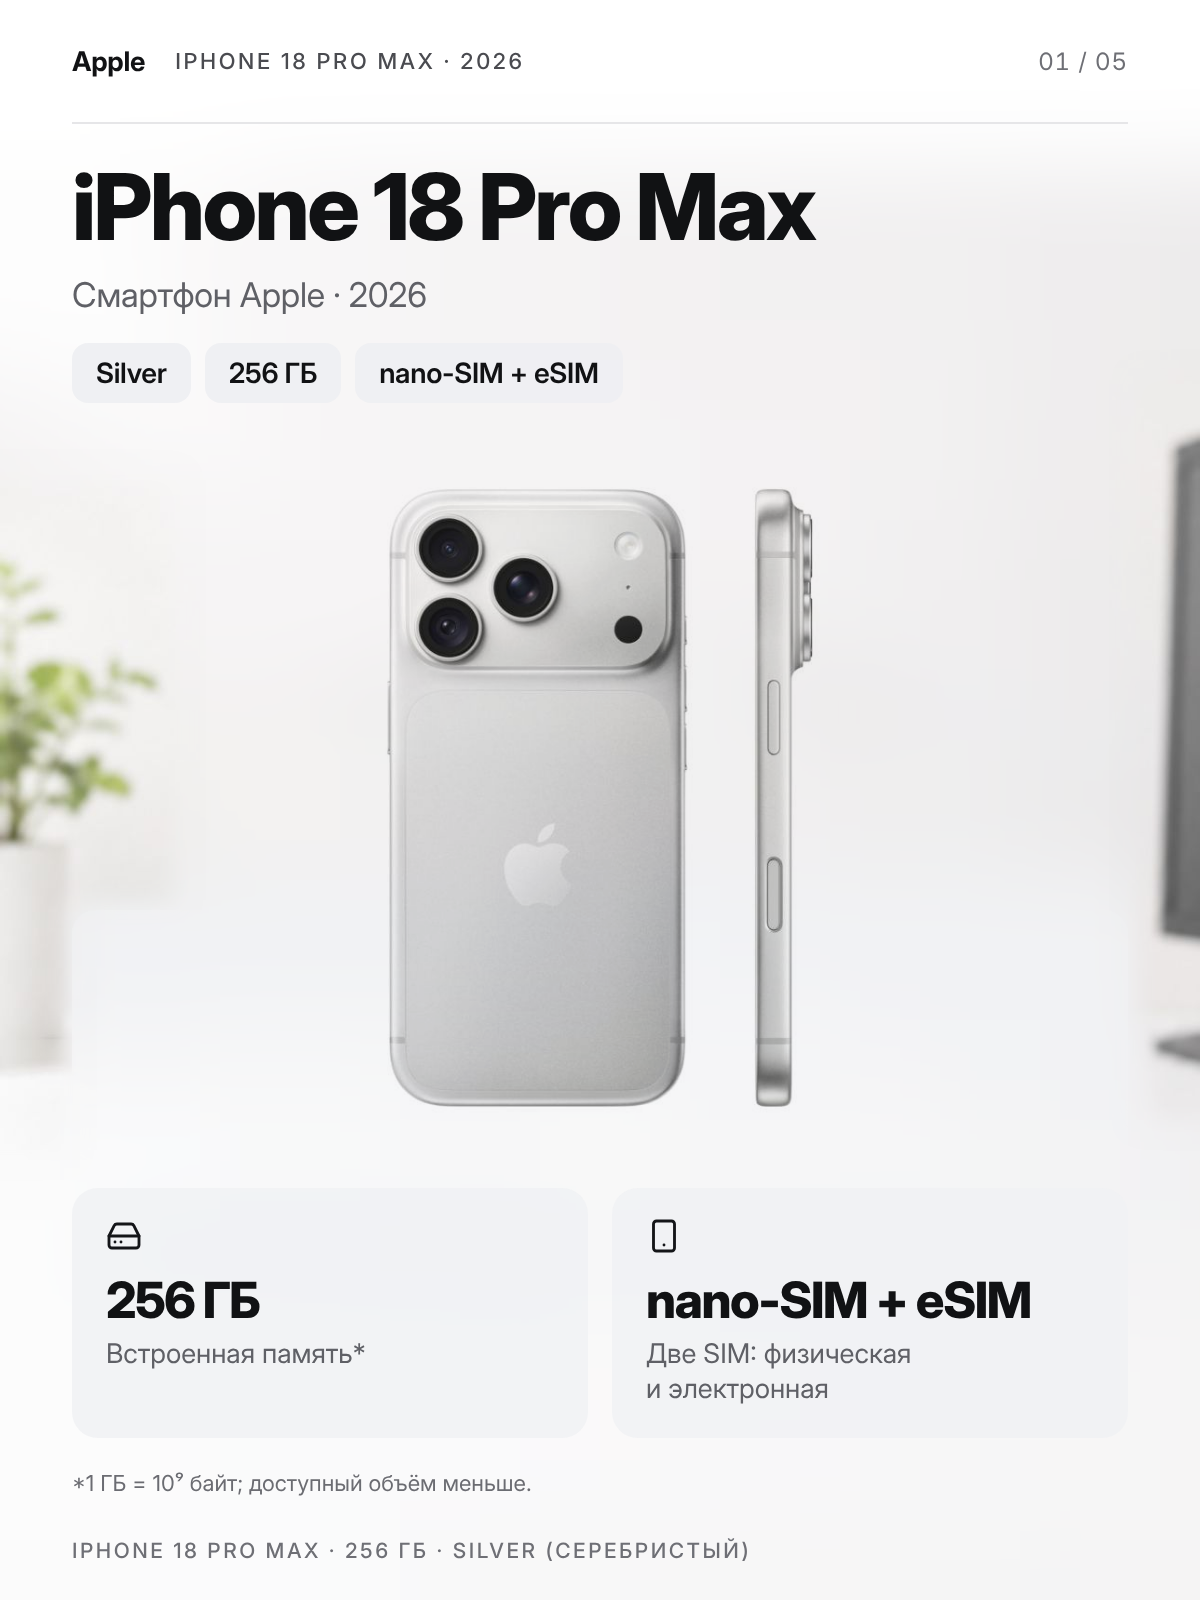 Apple IPHONE 18 PRO MAX · 2026 01 / 05
iPhone 18 Pro Max
Смартфон Apple · 2026
Silver 256 ГБ nano-SIM + eSIM
256 ГБ
Встроенная память*
nano-SIM + eSIM
Две SIM: физическая
и электронная
*1 ГБ = 10⁹ байт; доступный объём меньше.
IPHONE 18 PRO MAX · 256 ГБ · SILVER (СЕРЕБРИСТЫЙ)